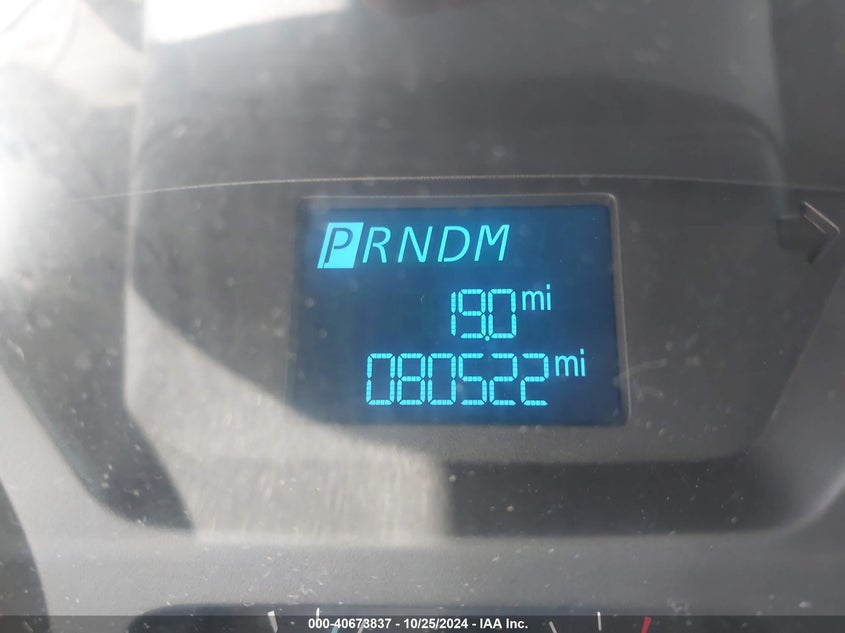 PRNDM
19.0 mi
080522 mi
000-40673837 - 10/25/2024 - IAA Inc.